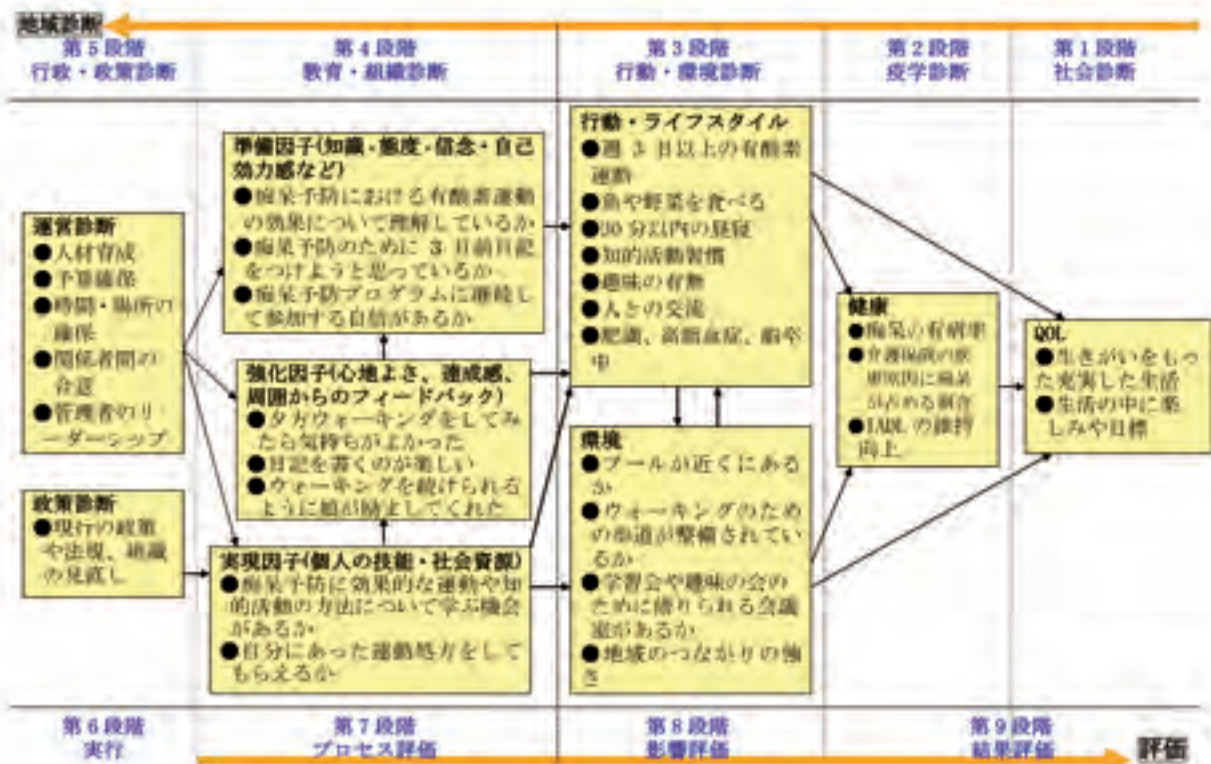 地域診断
第5段階
行政・政策診断
第4段階
教育・組織診断
第3段階
行動・環境診断
第2段階
疫学診断
第1段階
社会診断
運営診断
●人材育成
●予算確保
●時間・場所の
確保
●関係者間の
合意
●管理者のリ
ーダーシップ
政策診断
●現行の政策
や法規、組織
の見直し
準備因子(知識・態度・信念・自己
効力感など)
●痴呆予防における有酸素運動
の効果について理解しているか
●痴呆予防のために 3 日前日記
をつけようと思っているか
●痴呆予防プログラムに継続し
て参加する自信があるか
強化因子(心地よさ、達成感、
周囲からのフィードバック)
●夕方ウォーキングをしてみ
たら気持ちがよかった
●日記を書くのが楽しい
●ウォーキングを続けられる
ように娘が励ましてくれた
実現因子(個人の技能・社会資源)
●痴呆予防に効果的な運動や知
的活動の方法について学ぶ機会
があるか
●自分にあった運動処方をして
もらえるか
行動・ライフスタイル
●週 3 日以上の有酸素
運動
●魚や野菜を食べる
●30分以内の昼寝
●知的活動習慣
●趣味の有無
●人との交流
●肥満、高脂血症、脳卒
中
環境
●プールが近くにある
か
●ウォーキングのため
の歩道が整備されてい
るか
●学習会や趣味の会の
ために借りられる会議
室があるか
●地域のつながりの強
さ
健康
●痴呆の有病率
●介護保険の原
因に痴呆
が占める割合
●IADLの維持
向上
QOL
●生きがいをもっ
た充実した生活
●生活の中に楽
しみや目標
第6段階
実行
第7段階
プロセス評価
第8段階
影響評価
第9段階
結果評価
評価